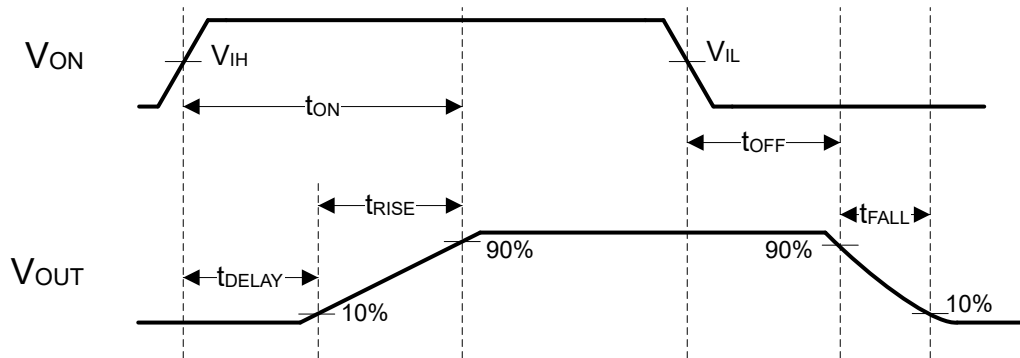 VON
VIH
VIL
tON
tOFF
tRISE
tFALL
VOUT
90%
90%
tDELAY
10%
10%